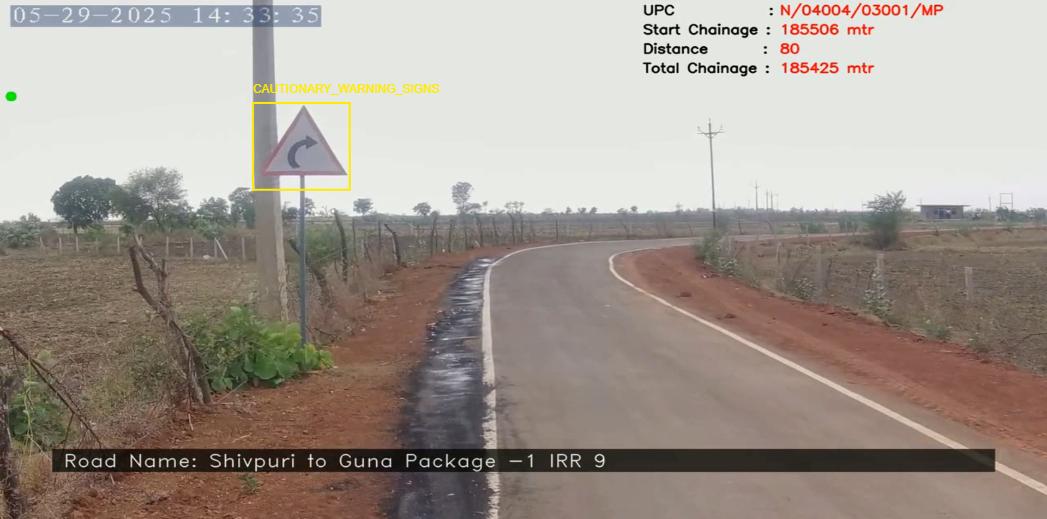 05-29-2025 14:33:35
UPC : N/04004/03001/MP
Start Chainage : 185506 mtr
Distance : 80
Total Chainage : 185425 mtr
CAUTIONARY_WARNING_SIGNS
Road Name: Shivpuri to Guna Package -1 IRR 9